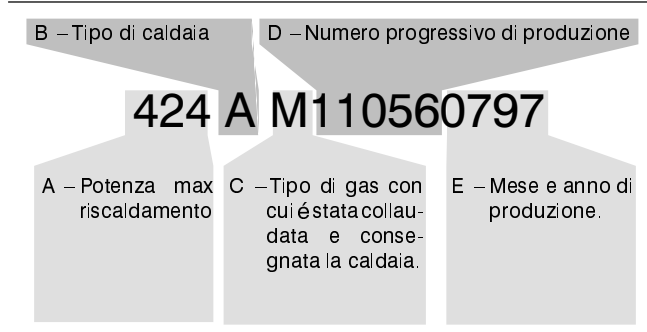 B – Tipo di caldaia
D – Numero progressivo di produzione
424 A M110560797
A – Potenza max
riscaldamento
C – Tipo di gas con
cui é stata collau-
data e conse-
gnata la caldaia.
E – Mese e anno di
produzione.